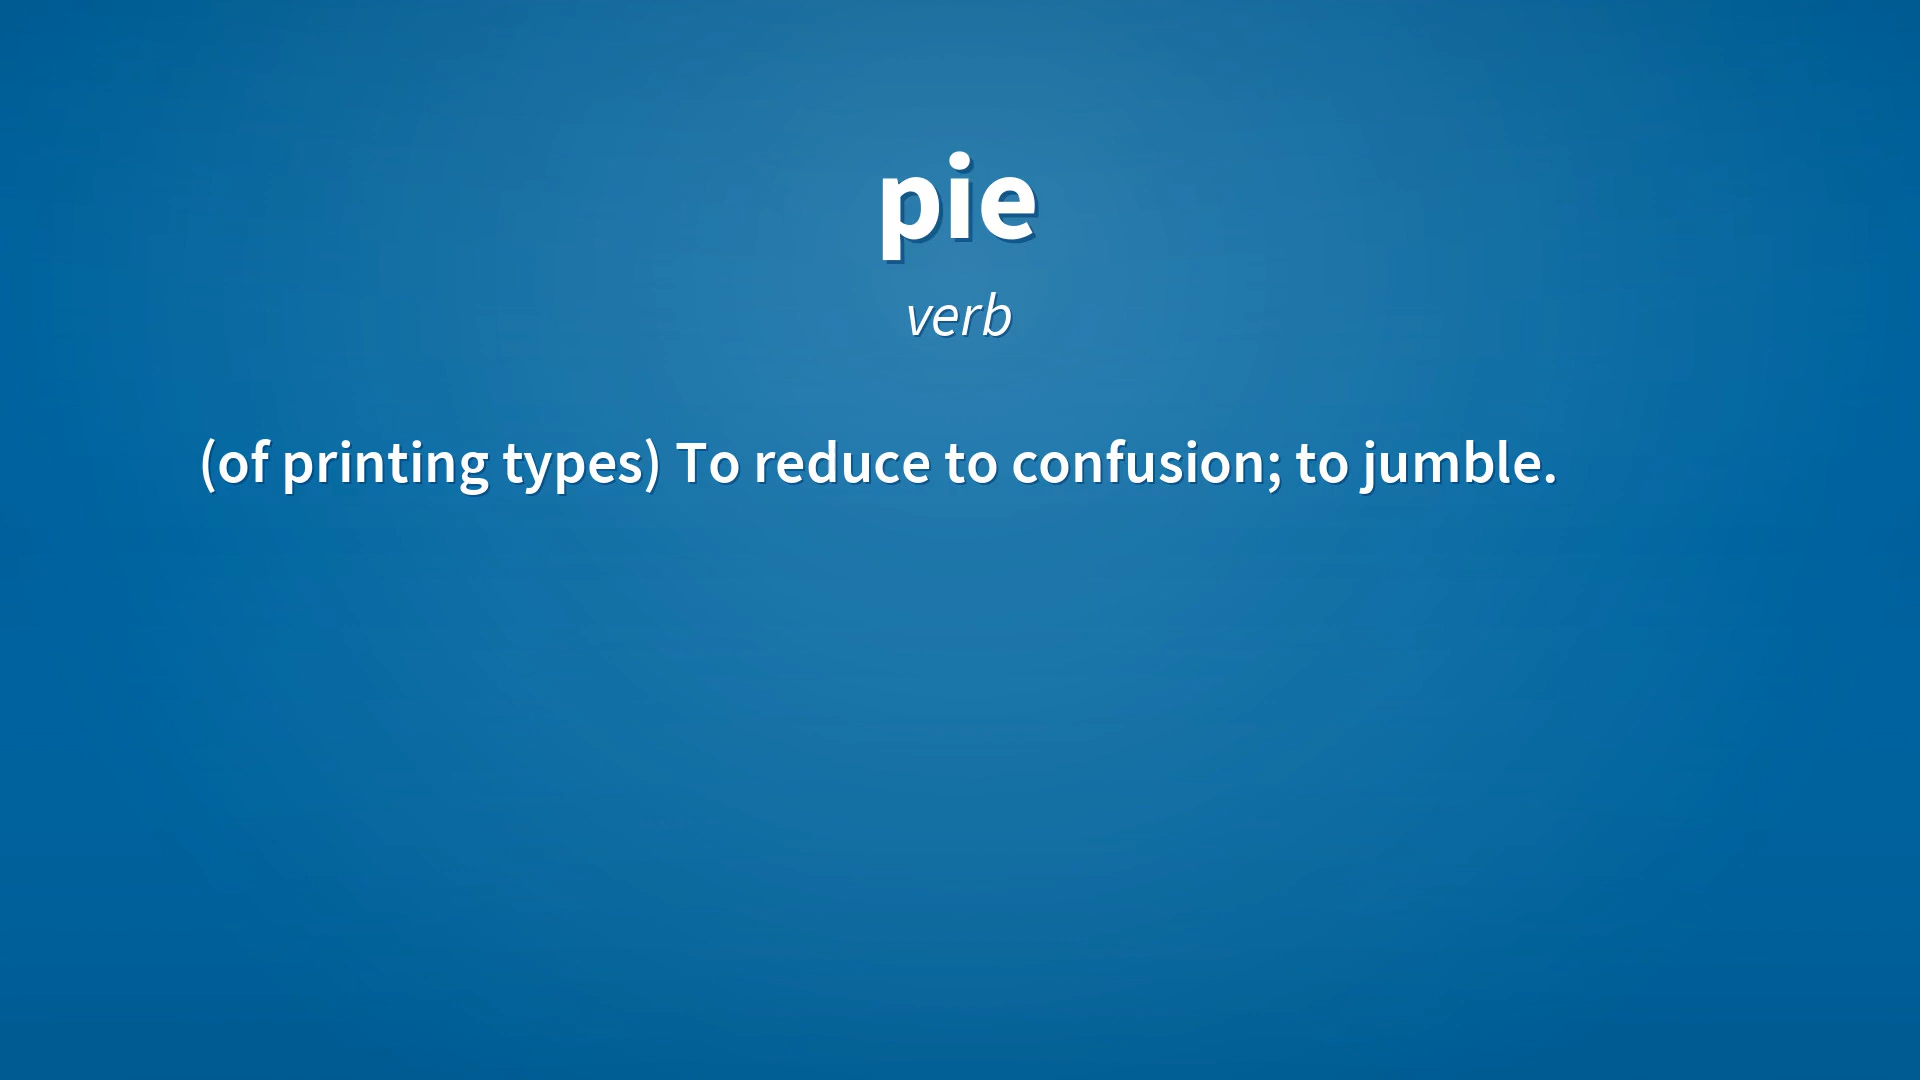 pie
verb
(of printing types) To reduce to confusion; to jumble.